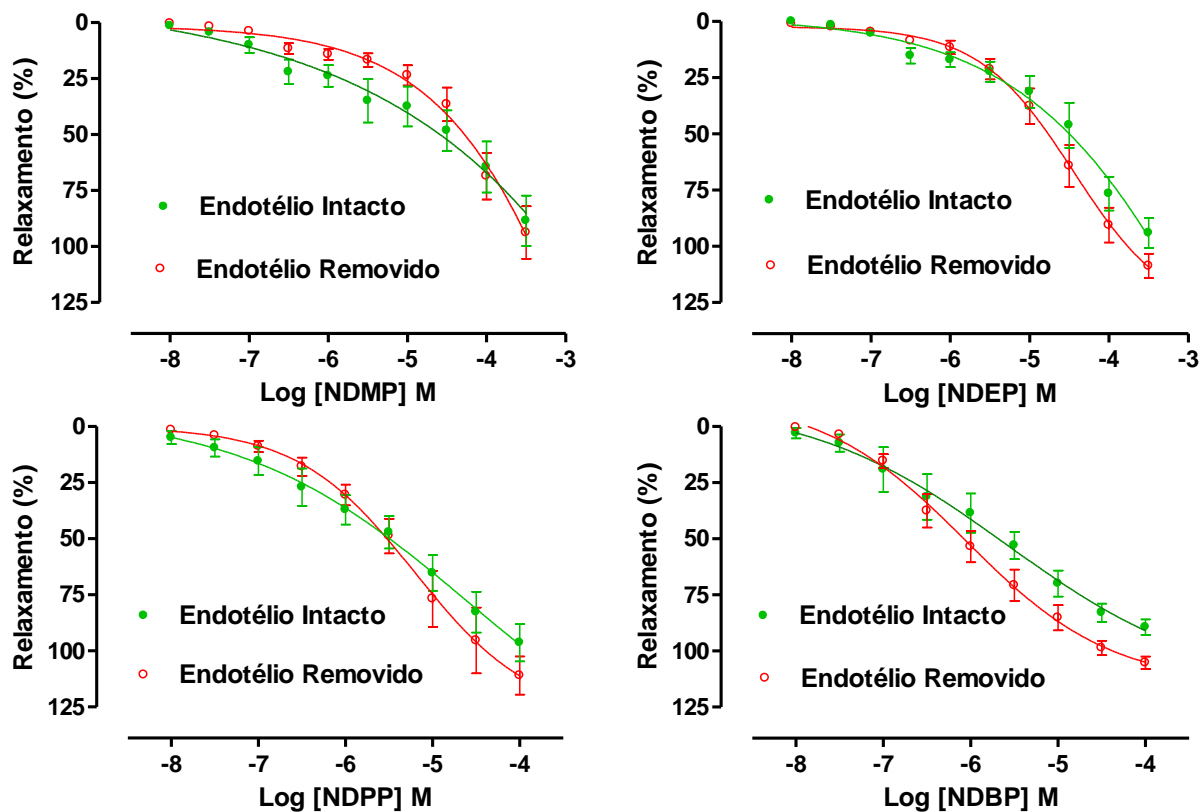 0
25
50
75
100
125
Relaxamento (%)
Endotélio Intacto
Endotélio Removido
-8 -7 -6 -5 -4 -3
Log [NDMP] M
0
25
50
75
100
125
Relaxamento (%)
Endotélio Intacto
Endotélio Removido
-8 -7 -6 -5 -4 -3
Log [NDEP] M
0
25
50
75
100
125
Relaxamento (%)
Endotélio Intacto
Endotélio Removido
-8 -7 -6 -5 -4
Log [NDPP] M
0
25
50
75
100
125
Relaxamento (%)
Endotélio Intacto
Endotélio Removido
-8 -7 -6 -5 -4
Log [NDBP] M